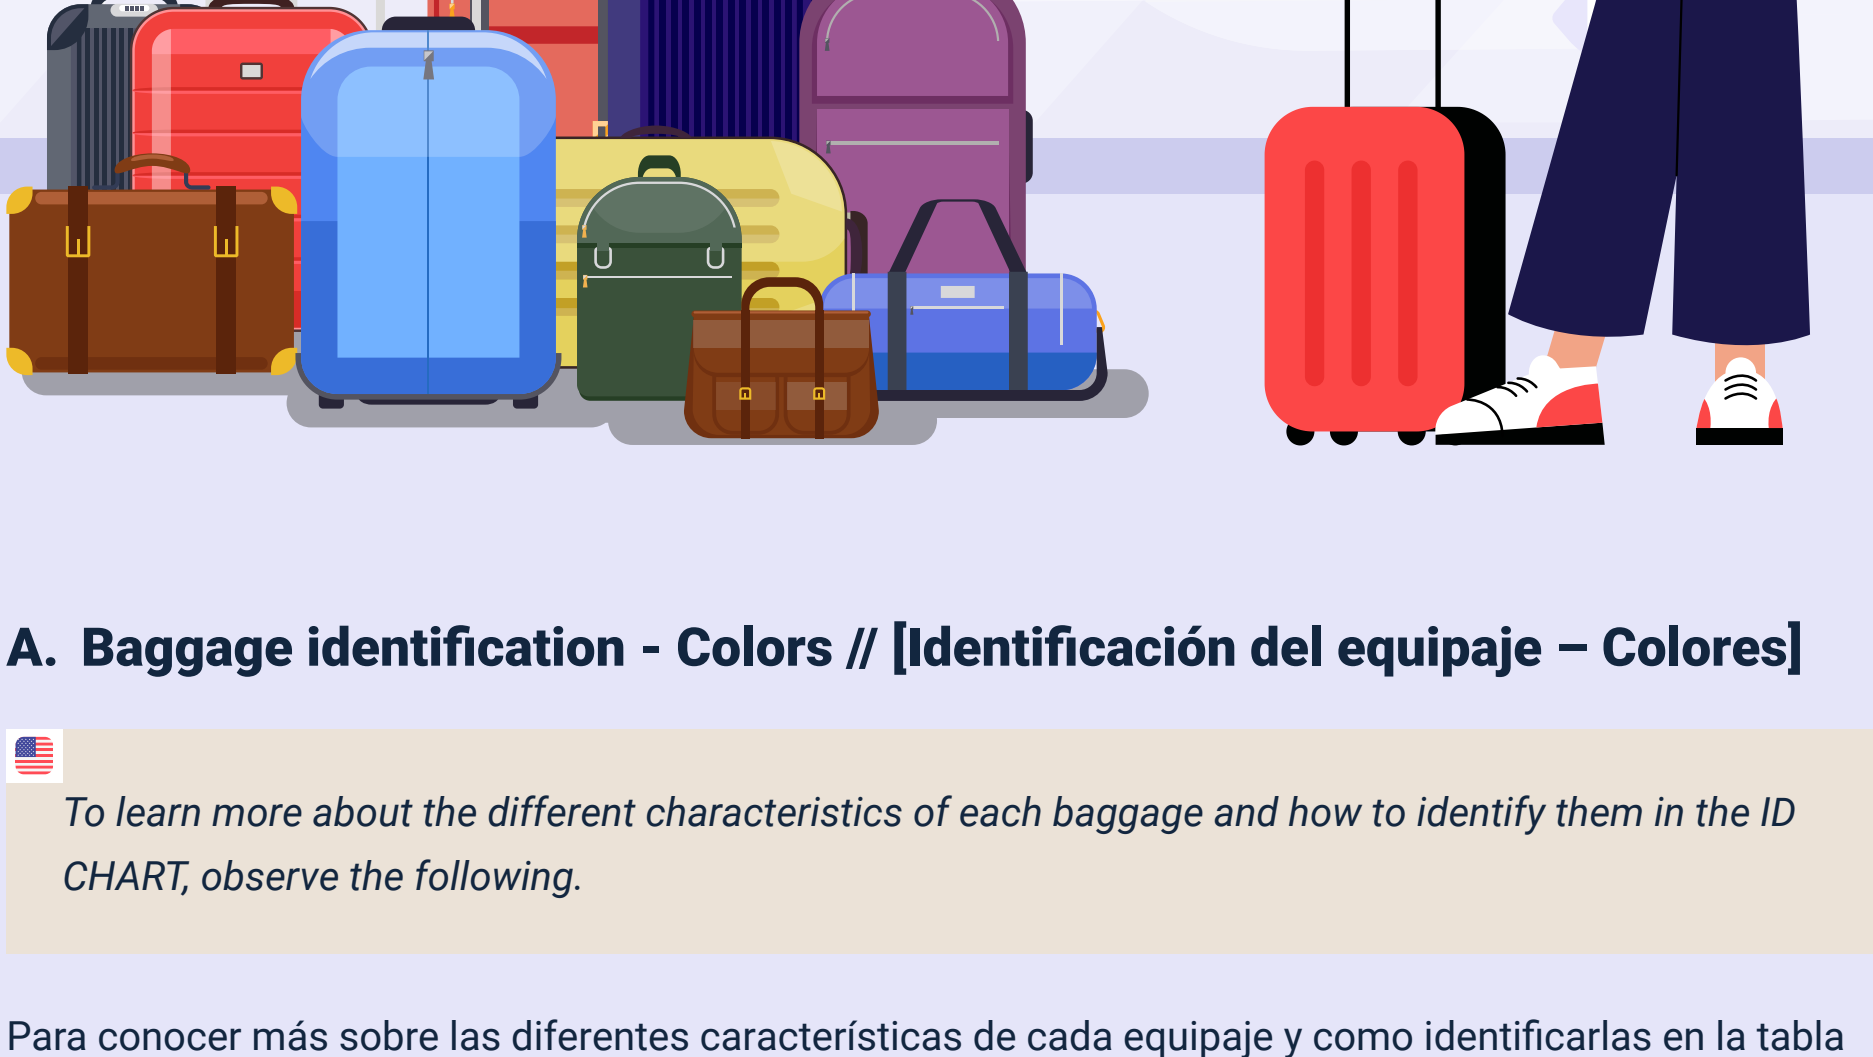 A. Baggage identification - Colors // [Identificación del equipaje – Colores]
To learn more about the different characteristics of each baggage and how to identify them in the ID
CHART, observe the following.
Para conocer más sobre las diferentes características de cada equipaje y como identificarlas en la tabla